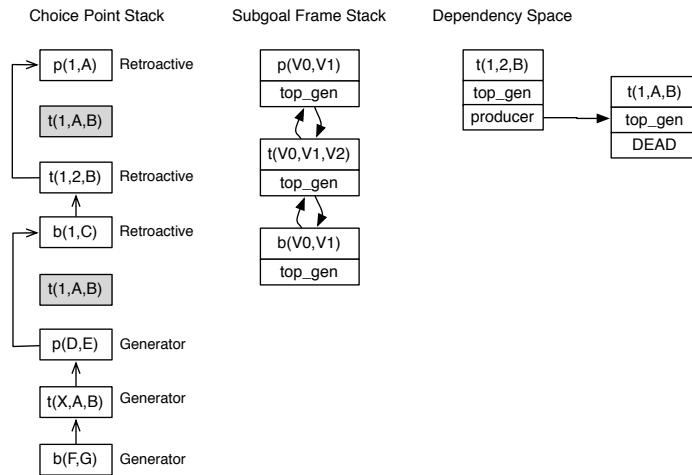 Choice Point Stack
p(1,A) Retroactive
t(1,A,B)
t(1,2,B) Retroactive
b(1,C) Retroactive
t(1,A,B)
p(D,E) Generator
t(X,A,B) Generator
b(F,G) Generator
Subgoal Frame Stack
p(V0,V1)
top_gen
t(V0,V1,V2)
top_gen
b(V0,V1)
top_gen
Dependency Space
t(1,2,B)
top_gen
producer
t(1,A,B)
top_gen
DEAD